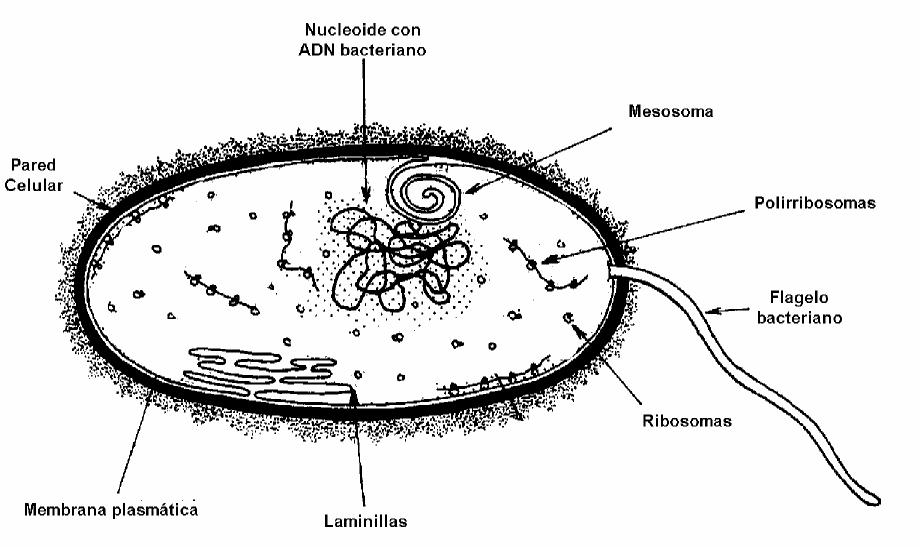 Nucleoide con
ADN bacteriano
Mesosoma
Pared
Celular
Polirribosomas
Flagelo
bacteriano
Ribosomas
Membrana plasmática
Laminillas